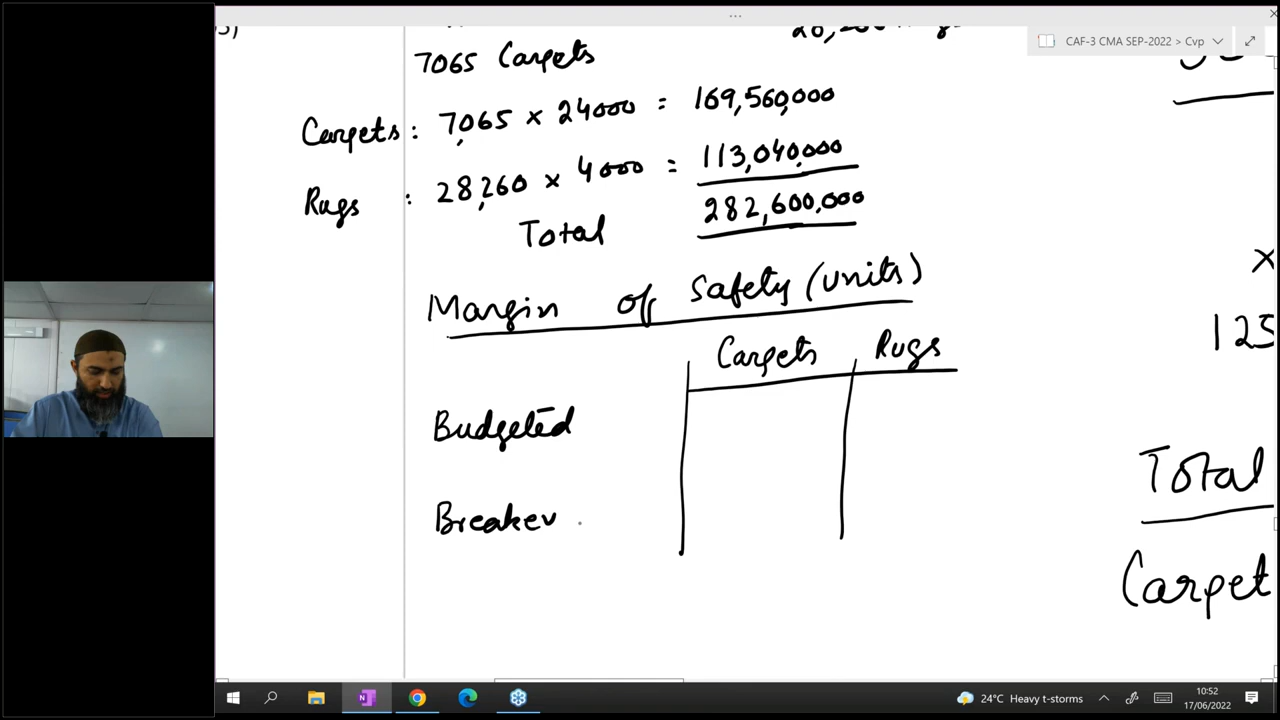 CAF-3 CMA SEP-2022 > Cvp
7065 Carpets
Carpets : 7,065 × 24000 = 169,560,000
Rugs : 28,260 × 4000 = 113,040,000
Total 282,600,000
Margin of Safety (units)
Carpets Rugs
Budgeted
Breakev
×
125
Total
Carpet
24°C Heavy t-storms
10:52
17/06/2022